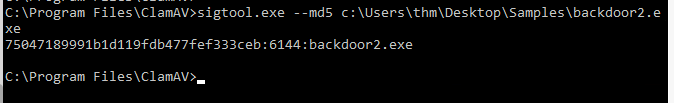 C:\Program Files\ClamAV>sigtool.exe --md5 c:\Users\thm\Desktop\Samples\backdoor2.e
xe
75047189991b1d119fdb477fef333ceb:6144:backdoor2.exe
C:\Program Files\ClamAV>